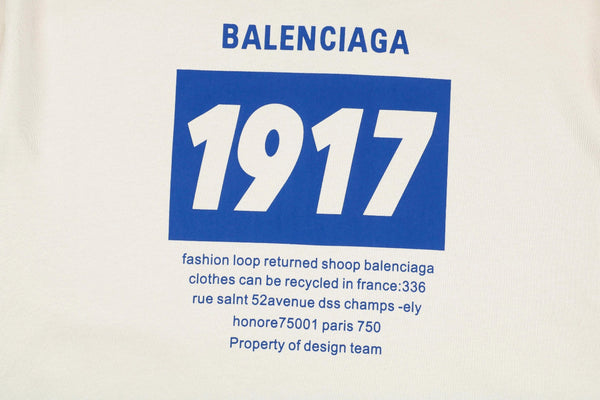 BALENCIAGA
1917
fashion loop returned shoop balenciaga
clothes can be recycled in france:336
rue salnt 52avenue dss champs -ely
honore75001 paris 750
Property of design team